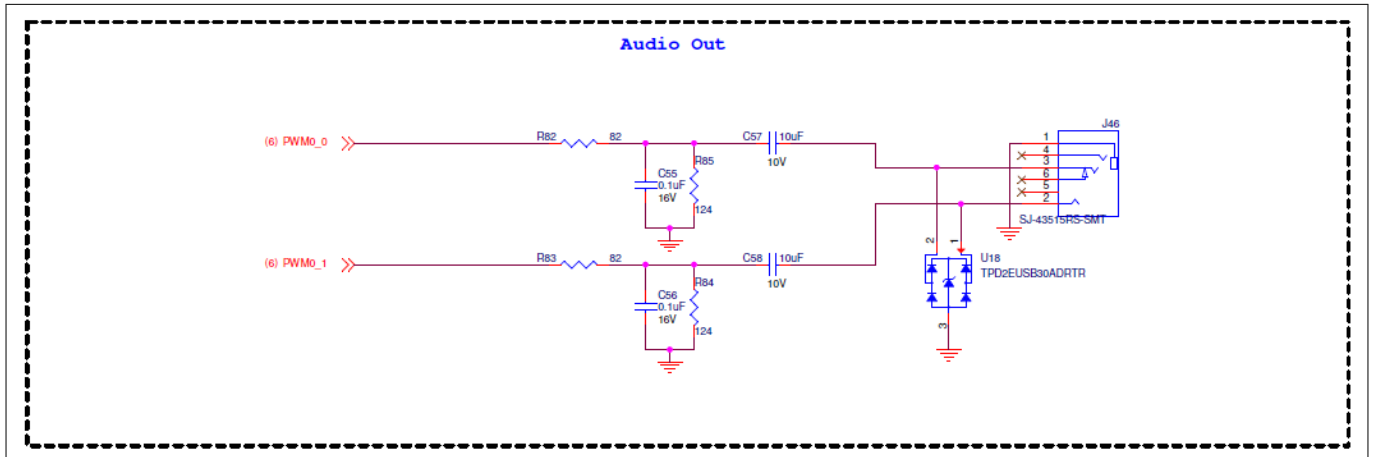 Audio Out
(6) PWM0_0
R82 82
C57 10uF
10V
J46
1
4
3
6
5
2
C55
0.1uF
16V
R85
124
SJ-43515RS-SMT
(6) PWM0_1
R83 82
C58 10uF
10V
2 1
U18
TPD2EUSB30ADRTR
C56
0.1uF
16V
R84
124
3